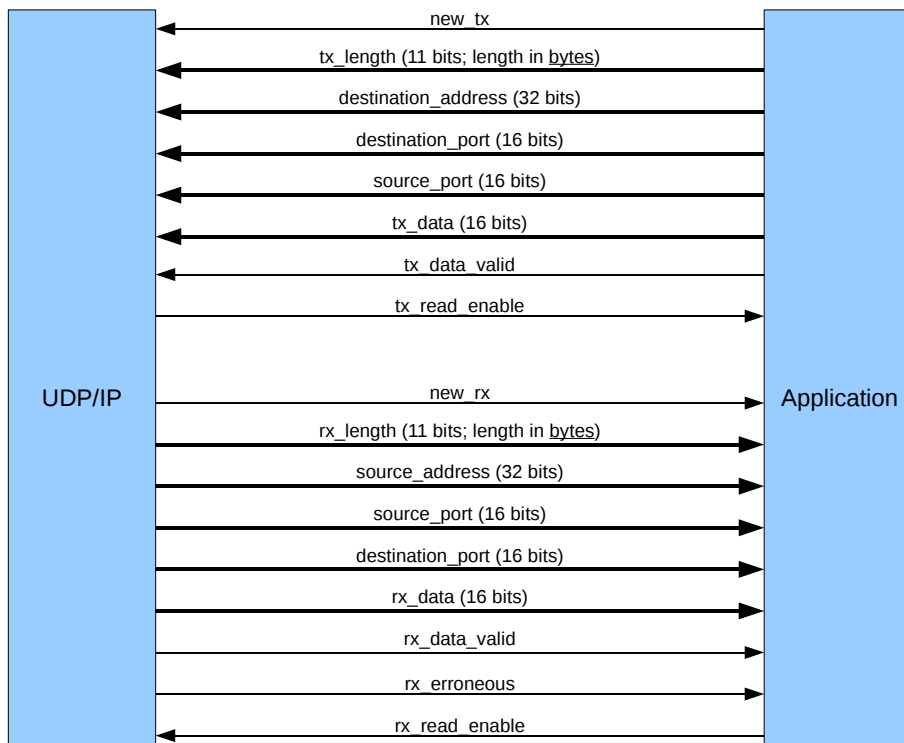 new_tx
tx_length (11 bits; length in bytes)
destination_address (32 bits)
destination_port (16 bits)
source_port (16 bits)
tx_data (16 bits)
tx_data_valid
tx_read_enable
UDP/IP
new_rx
Application
rx_length (11 bits; length in bytes)
source_address (32 bits)
source_port (16 bits)
destination_port (16 bits)
rx_data (16 bits)
rx_data_valid
rx_erroneous
rx_read_enable